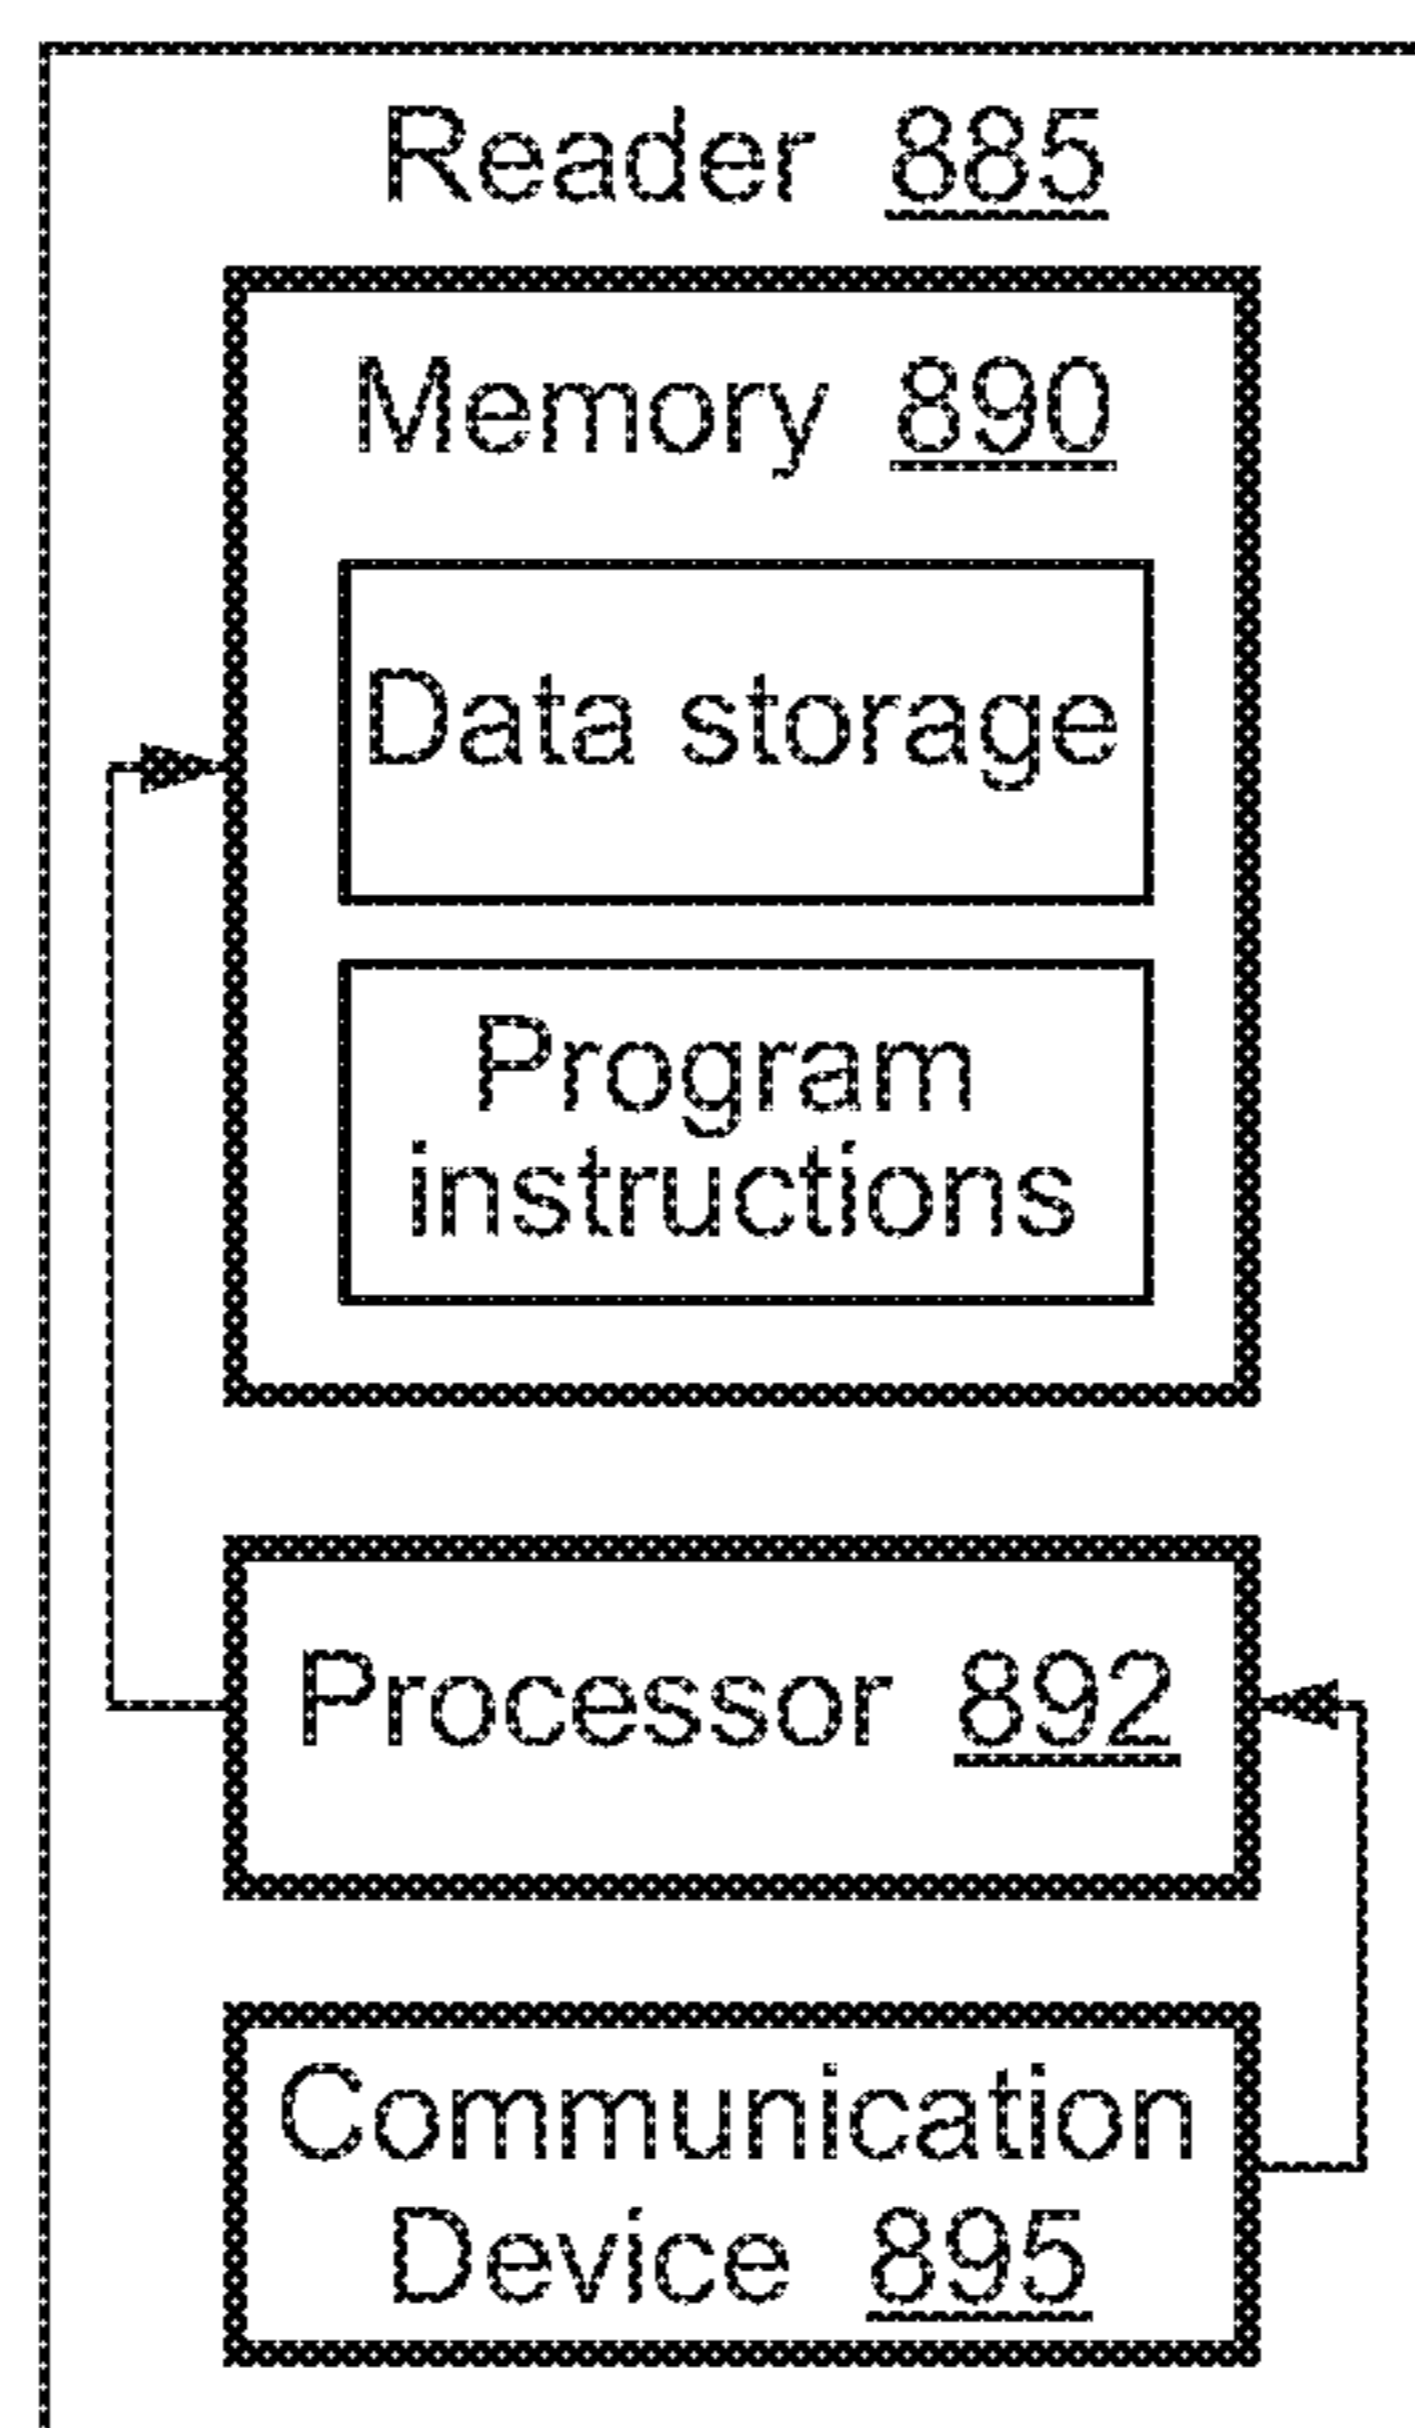 Reader 885
Memory 890
Data storage
Program
instructions
Processor 892
Communication
Device 895